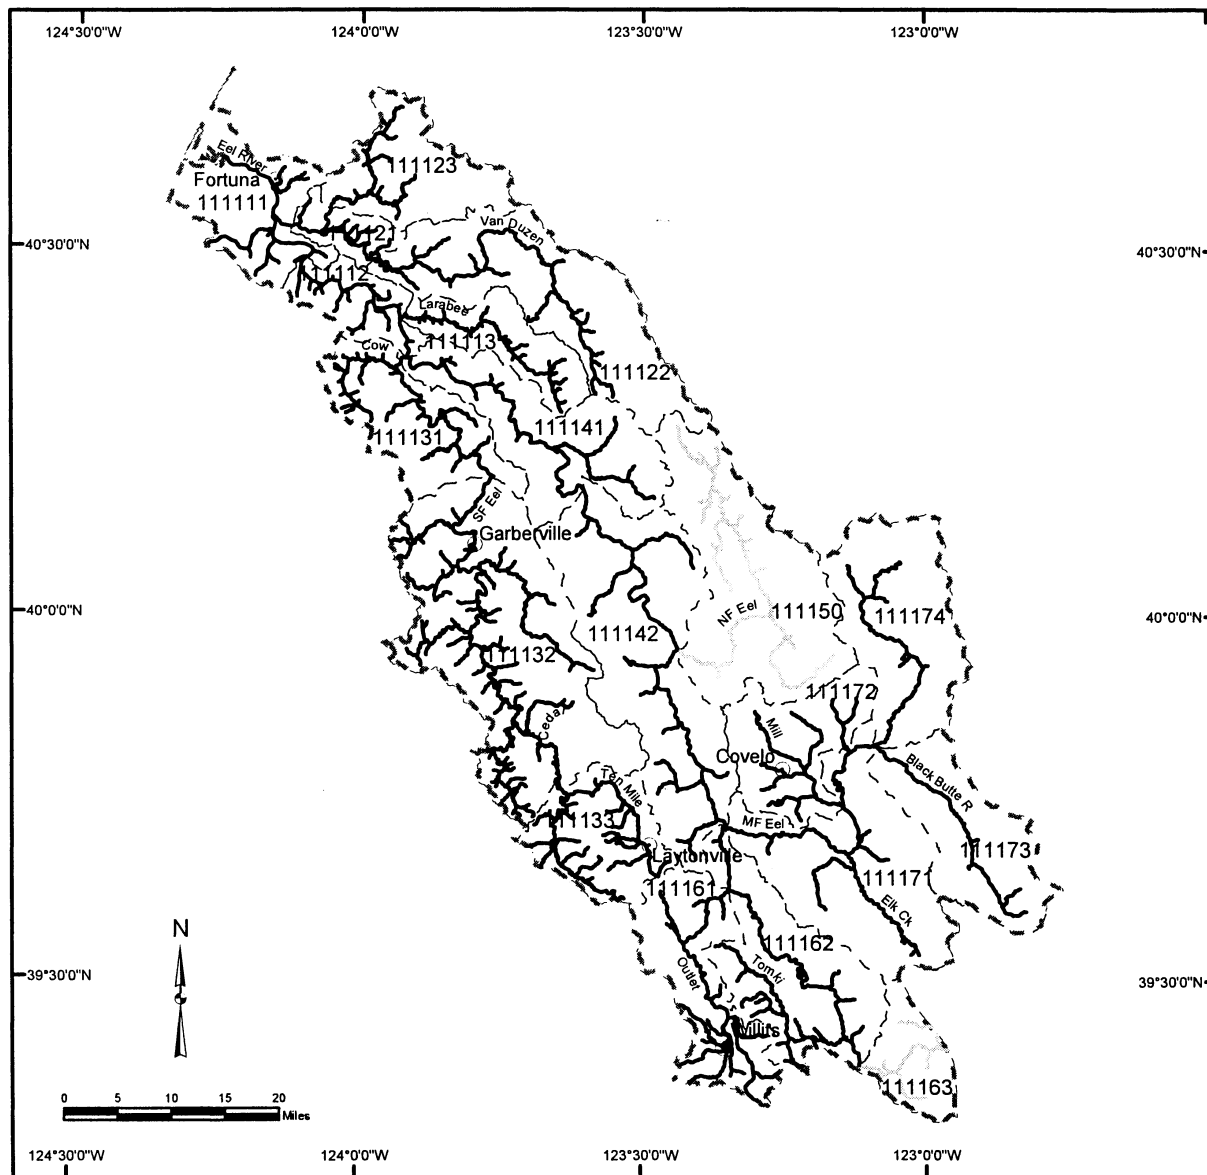 124°30'0"W 124°0'0"W 123°30'0"W 123°0'0"W
111123
Eel River
Fortuna
111111
Van Duzen
40°30'0"N 40°30'0"N
111121
111112
Larabee
111113
Cow
111122
111141
111131
SF Eel
Garberville
40°0'0"N 40°0'0"N
NF Eel
111150
111174
111142
111132
111172
Cedar
Mill
Covelo
Black Butte R
Ten Mile
111133
MF Eel
Laytonville
111173
111161
111171
Elk Ck
N
111162
Outlet
Tomki
39°30'0"N 39°30'0"N
Willits
111163
0 5 10 15 20
Miles
124°30'0"W 124°0'0"W 123°30'0"W 123°0'0"W